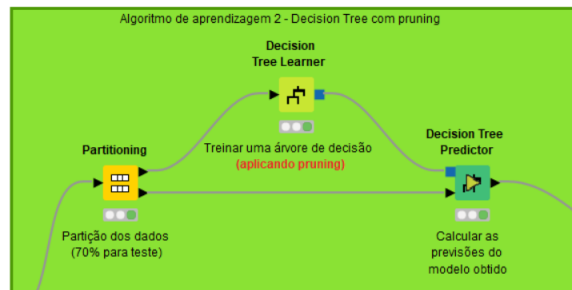 Algoritmo de aprendizagem 2 - Decision Tree com pruning
Decision
Tree Learner
Treinar uma árvore de decisão
(aplicando pruning)
Partitioning
Partição dos dados
(70% para teste)
Decision Tree
Predictor
Calcular as
previsões do
modelo obtido